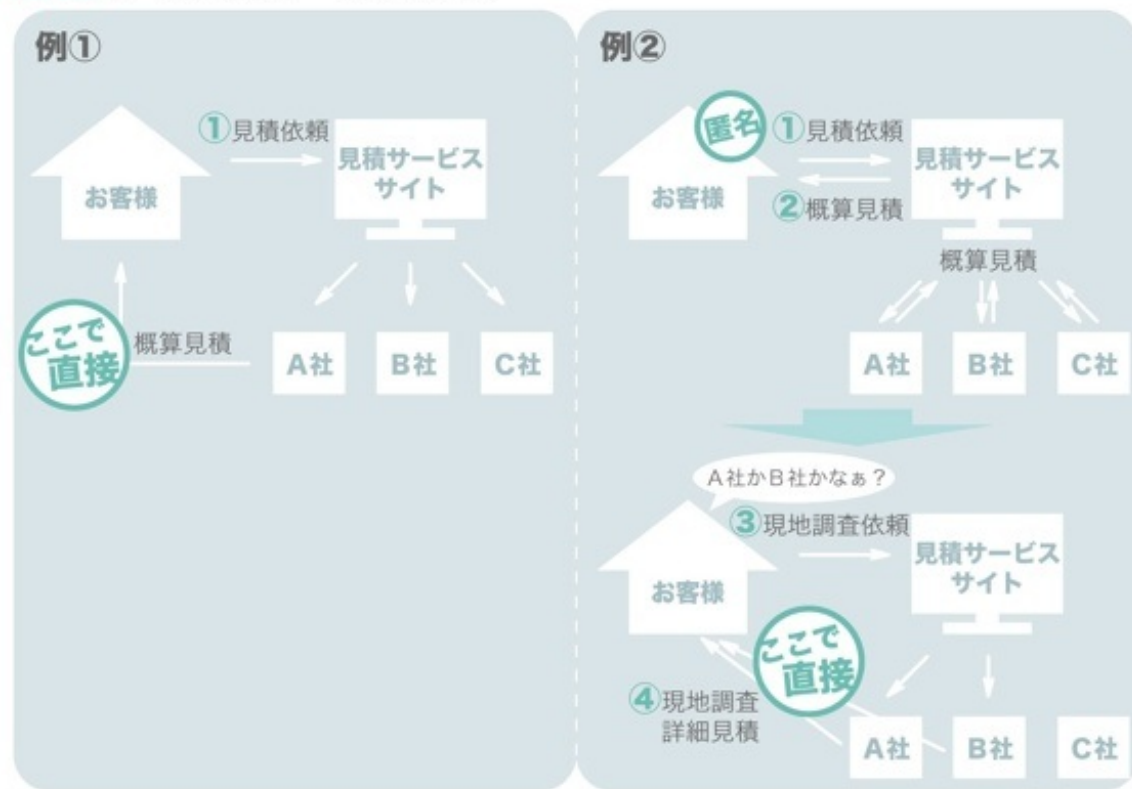 例①
①見積依頼
見積サービス
サイト
お客様
ここで
直接
概算見積
A社
B社
C社
例②
匿名
①見積依頼
見積サービス
サイト
お客様
②概算見積
概算見積
A社
B社
C社
A社かB社かなぁ？
③現地調査依頼
見積サービス
サイト
お客様
ここで
直接
④現地調査
詳細見積
A社
B社
C社